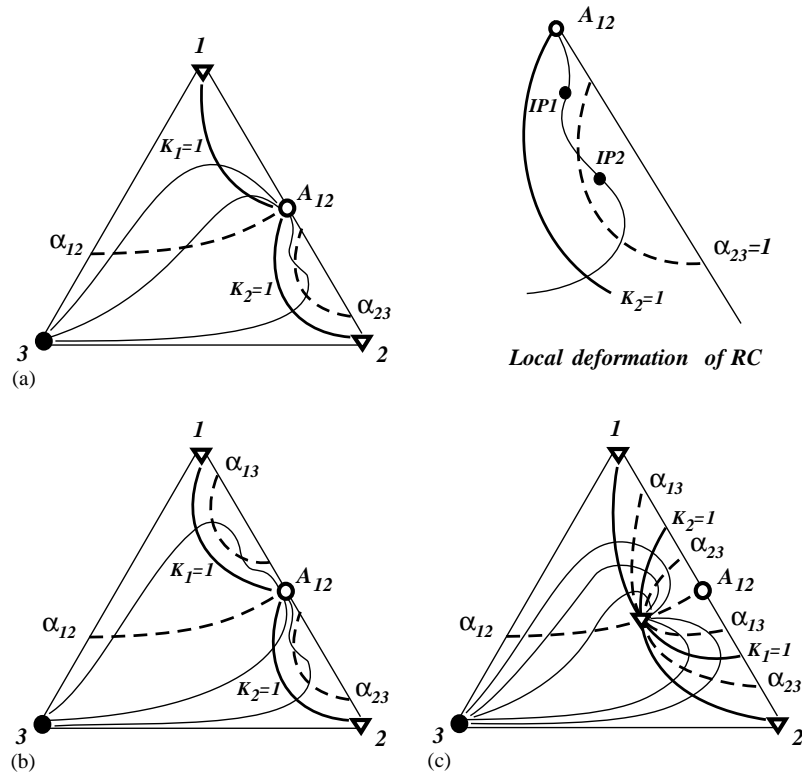 1
K₁=1
A₁₂
α₁₂
K₂=1
α₂₃
3
2
(a)
A₁₂
IP1
IP2
α₂₃=1
K₂=1
Local deformation of RC
1
α₁₃
K₁=1
A₁₂
α₁₂
K₂=1
α₂₃
3
2
(b)
1
α₁₃
K₂=1
α₂₃
A₁₂
α₁₂
α₁₃
K₁=1
α₂₃
3
2
(c)